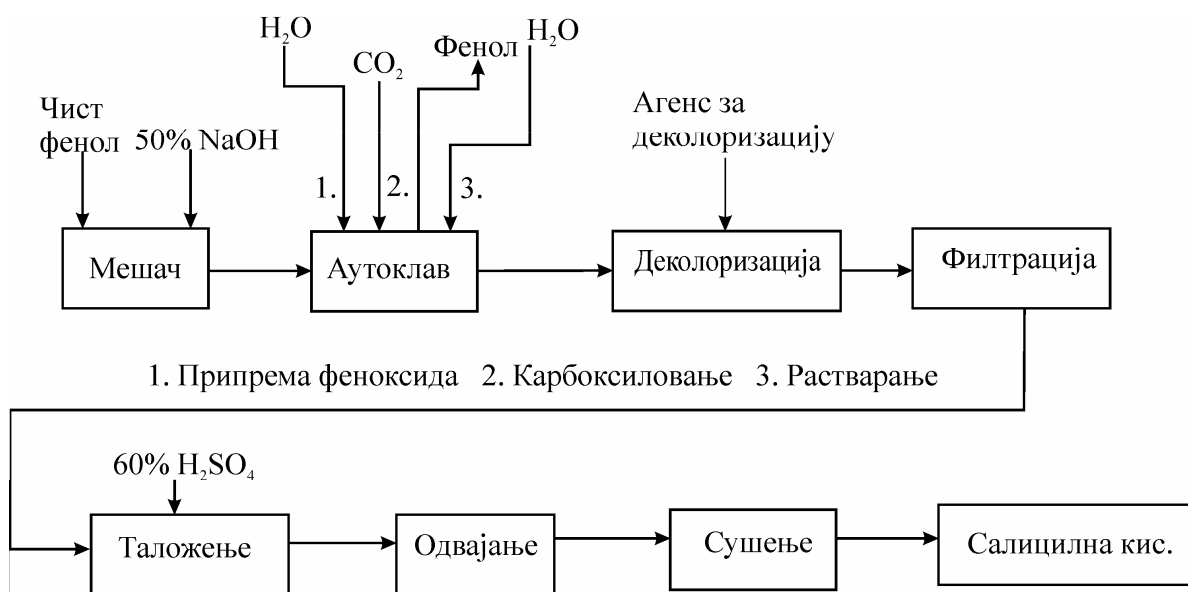 H₂O
CO₂
Фенол
H₂O
Чист
фенол
50% NaOH
Агенс за
деколоризацију
1.
2.
3.
Мешач
Аутоклав
Деколоризација
Филтрација
1. Припрема феноксида 2. Карбоксиловање 3. Растварање
60% H₂SO₄
Таложење
Одвајање
Сушење
Салицилна кис.